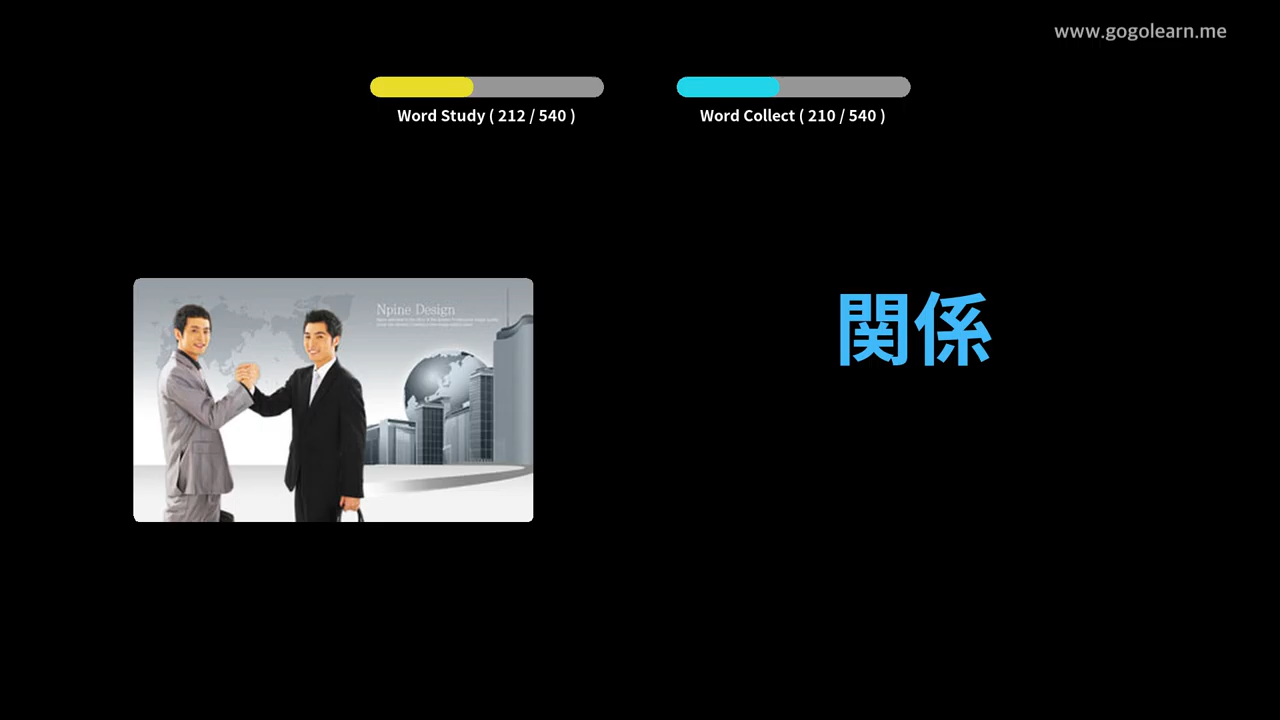 www.gogolearn.me
Word Study ( 212 / 540 )
Word Collect ( 210 / 540 )
Npine Design
関係